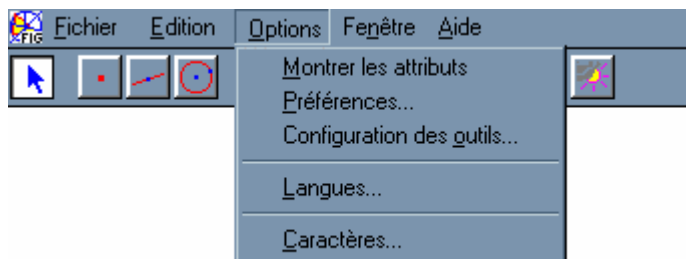 FIG Fichier Edition Options Fenêtre Aide
Montrer les attributs
Préférences...
Configuration des outils...
Langues...
Caractères...